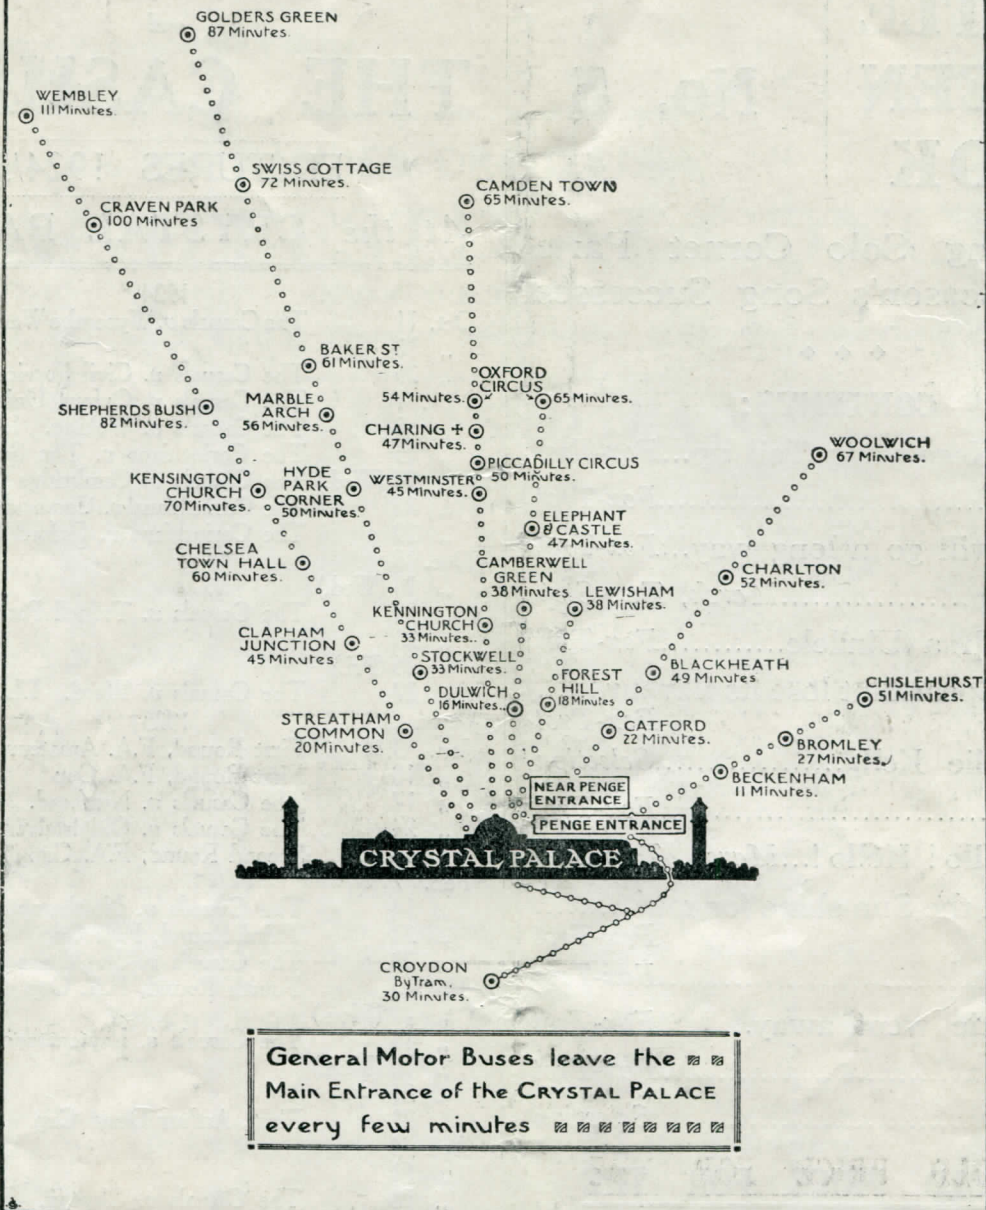 GOLDERS GREEN
87 Minutes.
WEMBLEY
111 Minutes.
SWISS COTTAGE
72 Minutes.
CAMDEN TOWN
65 Minutes.
CRAVEN PARK
100 Minutes
BAKER ST
61 Minutes.
OXFORD
CIRCUS
54 Minutes.
65 Minutes.
MARBLE
ARCH
56 Minutes.
SHEPHERDS BUSH
82 Minutes.
CHARING +
47 Minutes.
WOOLWICH
67 Minutes.
PICCADILLY CIRCUS
50 Minutes.
KENSINGTON
CHURCH
70 Minutes.
HYDE
PARK
CORNER
50 Minutes.
WESTMINSTER
45 Minutes.
ELEPHANT
& CASTLE
47 Minutes.
CHELSEA
TOWN HALL
60 Minutes.
CAMBERWELL
GREEN
38 Minutes.
CHARLTON
52 Minutes.
LEWISHAM
38 Minutes.
KENNINGTON
CHURCH
33 Minutes..
CLAPHAM
JUNCTION
45 Minutes
STOCKWELL
33 Minutes.
BLACKHEATH
49 Minutes
DULWICH
16 Minutes..
FOREST
HILL
18 Minutes
CHISLEHURST
51 Minutes.
STREATHAM
COMMON
20 Minutes.
CATFORD
22 Minutes.
BROMLEY
27 Minutes.
BECKENHAM
11 Minutes.
NEAR PENGE
ENTRANCE
PENGE ENTRANCE
CRYSTAL PALACE
CROYDON
By Tram.
30 Minutes.
General Motor Buses leave the
Main Entrance of the CRYSTAL PALACE
every few minutes